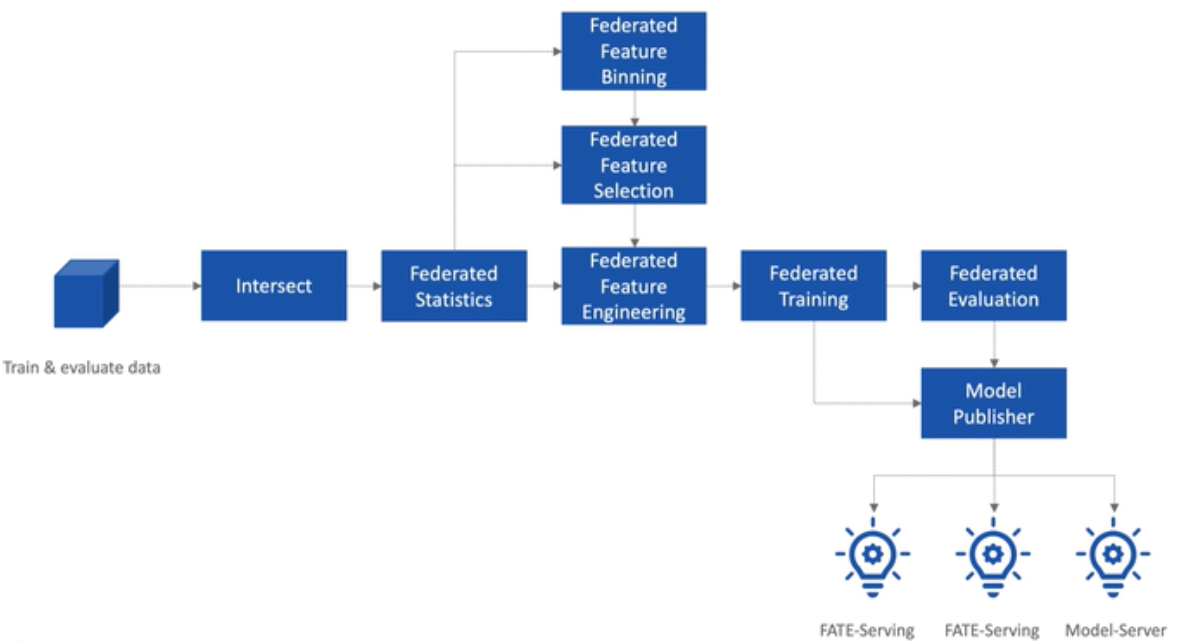 Federated
Feature
Binning
Federated
Feature
Selection
Intersect
Federated
Statistics
Federated
Feature
Engineering
Federated
Training
Federated
Evaluation
Train & evaluate data
Model
Publisher
FATE-Serving
FATE-Serving
Model-Server